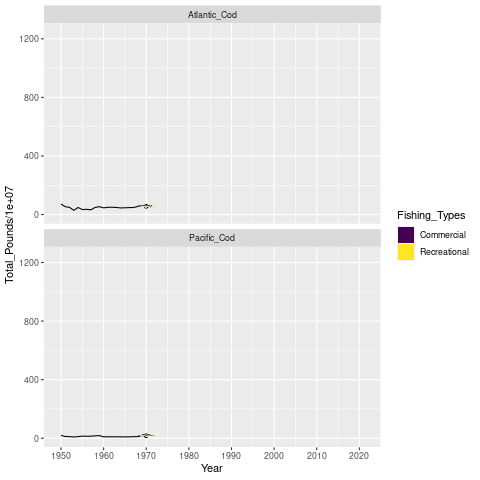 Atlantic_Cod
1200
800
400
0
Pacific_Cod
1200
800
400
0
1950 1960 1970 1980 1990 2000 2010 2020
Year
Total_Pounds/1e+07
Fishing_Types
Commercial
Recreational